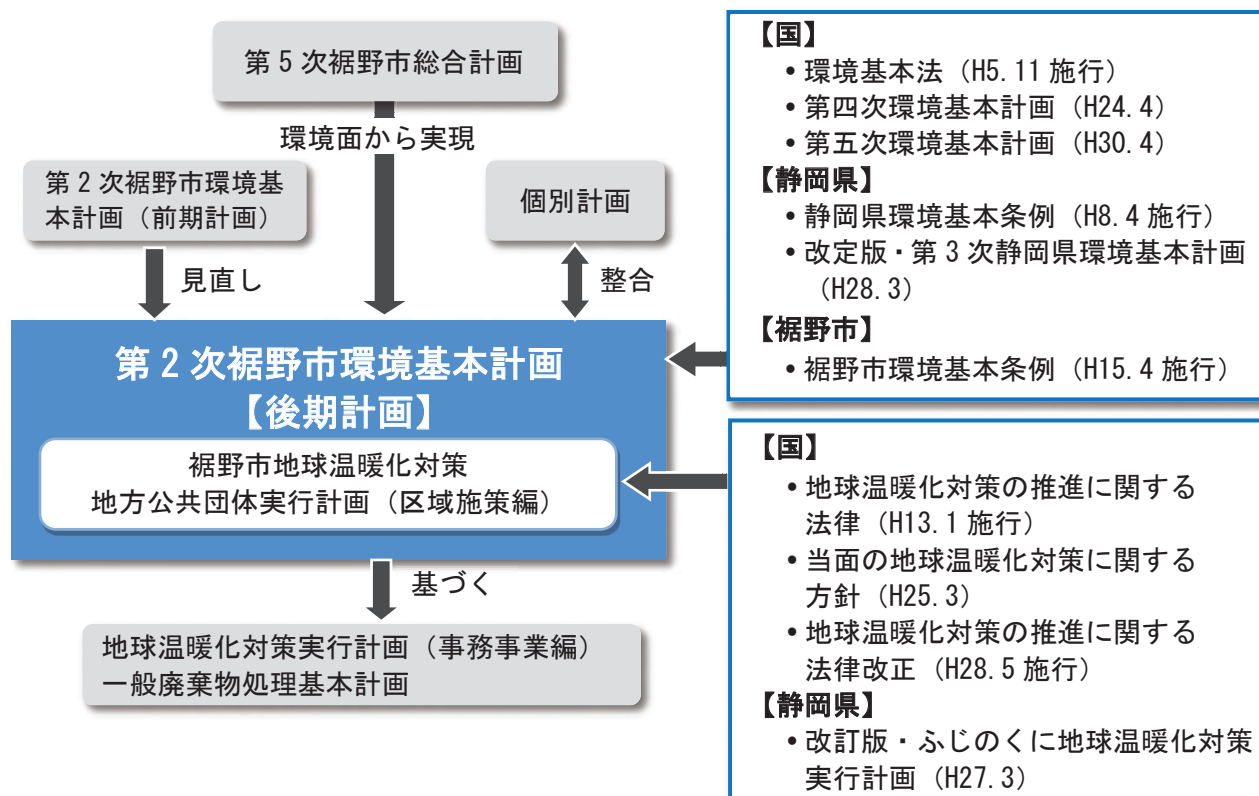 第5次裾野市総合計画
環境面から実現
第2次裾野市環境基
本計画（前期計画）
個別計画
見直し
整合
第2次裾野市環境基本計画
【後期計画】
裾野市地球温暖化対策
地方公共団体実行計画（区域施策編）
基づく
地球温暖化対策実行計画（事務事業編）
一般廃棄物処理基本計画
【国】
•環境基本法（H5.11施行）
•第四次環境基本計画（H24.4）
•第五次環境基本計画（H30.4）
【静岡県】
•静岡県環境基本条例（H8.4施行）
•改定版・第3次静岡県環境基本計画
（H28.3）
【裾野市】
•裾野市環境基本条例（H15.4施行）
【国】
•地球温暖化対策の推進に関する
法律（H13.1施行）
•当面の地球温暖化対策に関する
方針（H25.3）
•地球温暖化対策の推進に関する
法律改正（H28.5施行）
【静岡県】
•改訂版・ふじのくに地球温暖化対策
実行計画（H27.3）